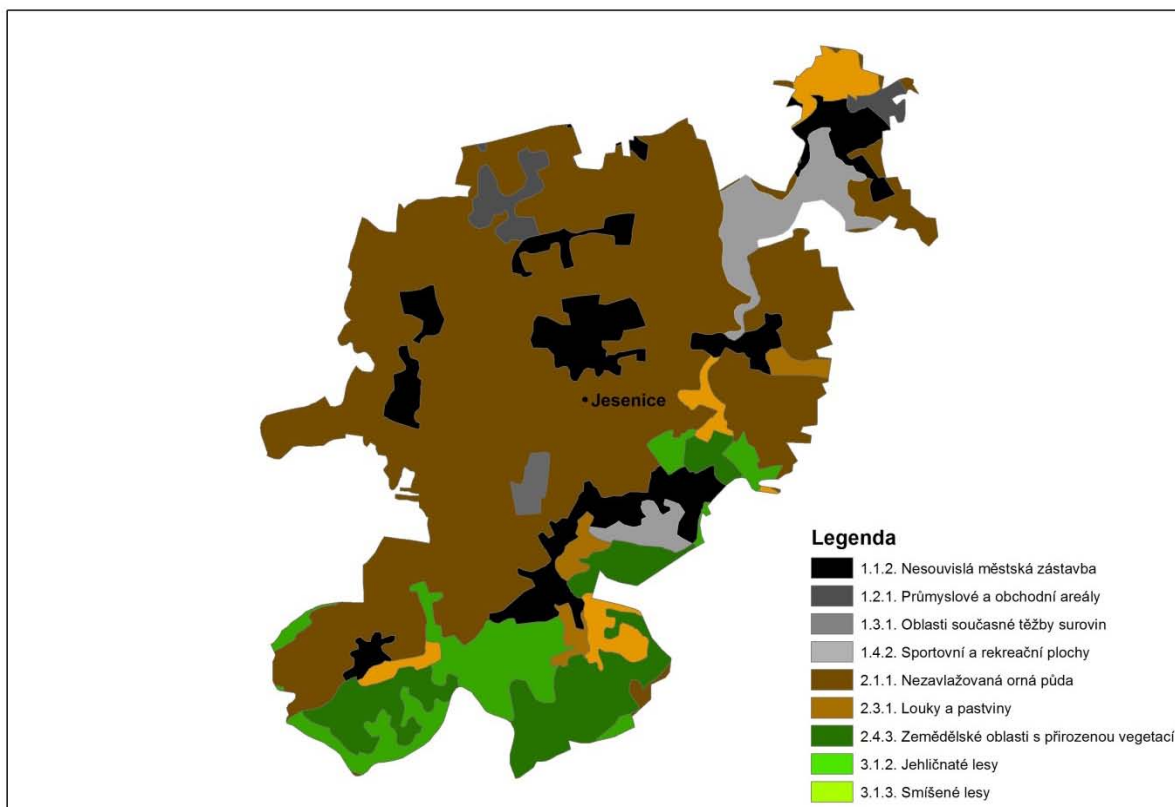 Jesenice
Legenda
1.1.2. Nesouvislá městská zástavba
1.2.1. Průmyslové a obchodní areály
1.3.1. Oblasti současné těžby surovin
1.4.2. Sportovní a rekreační plochy
2.1.1. Nezavlažovaná orná půda
2.3.1. Louky a pastviny
2.4.3. Zemědělské oblasti s přirozenou vegetací
3.1.2. Jehličnaté lesy
3.1.3. Smíšené lesy